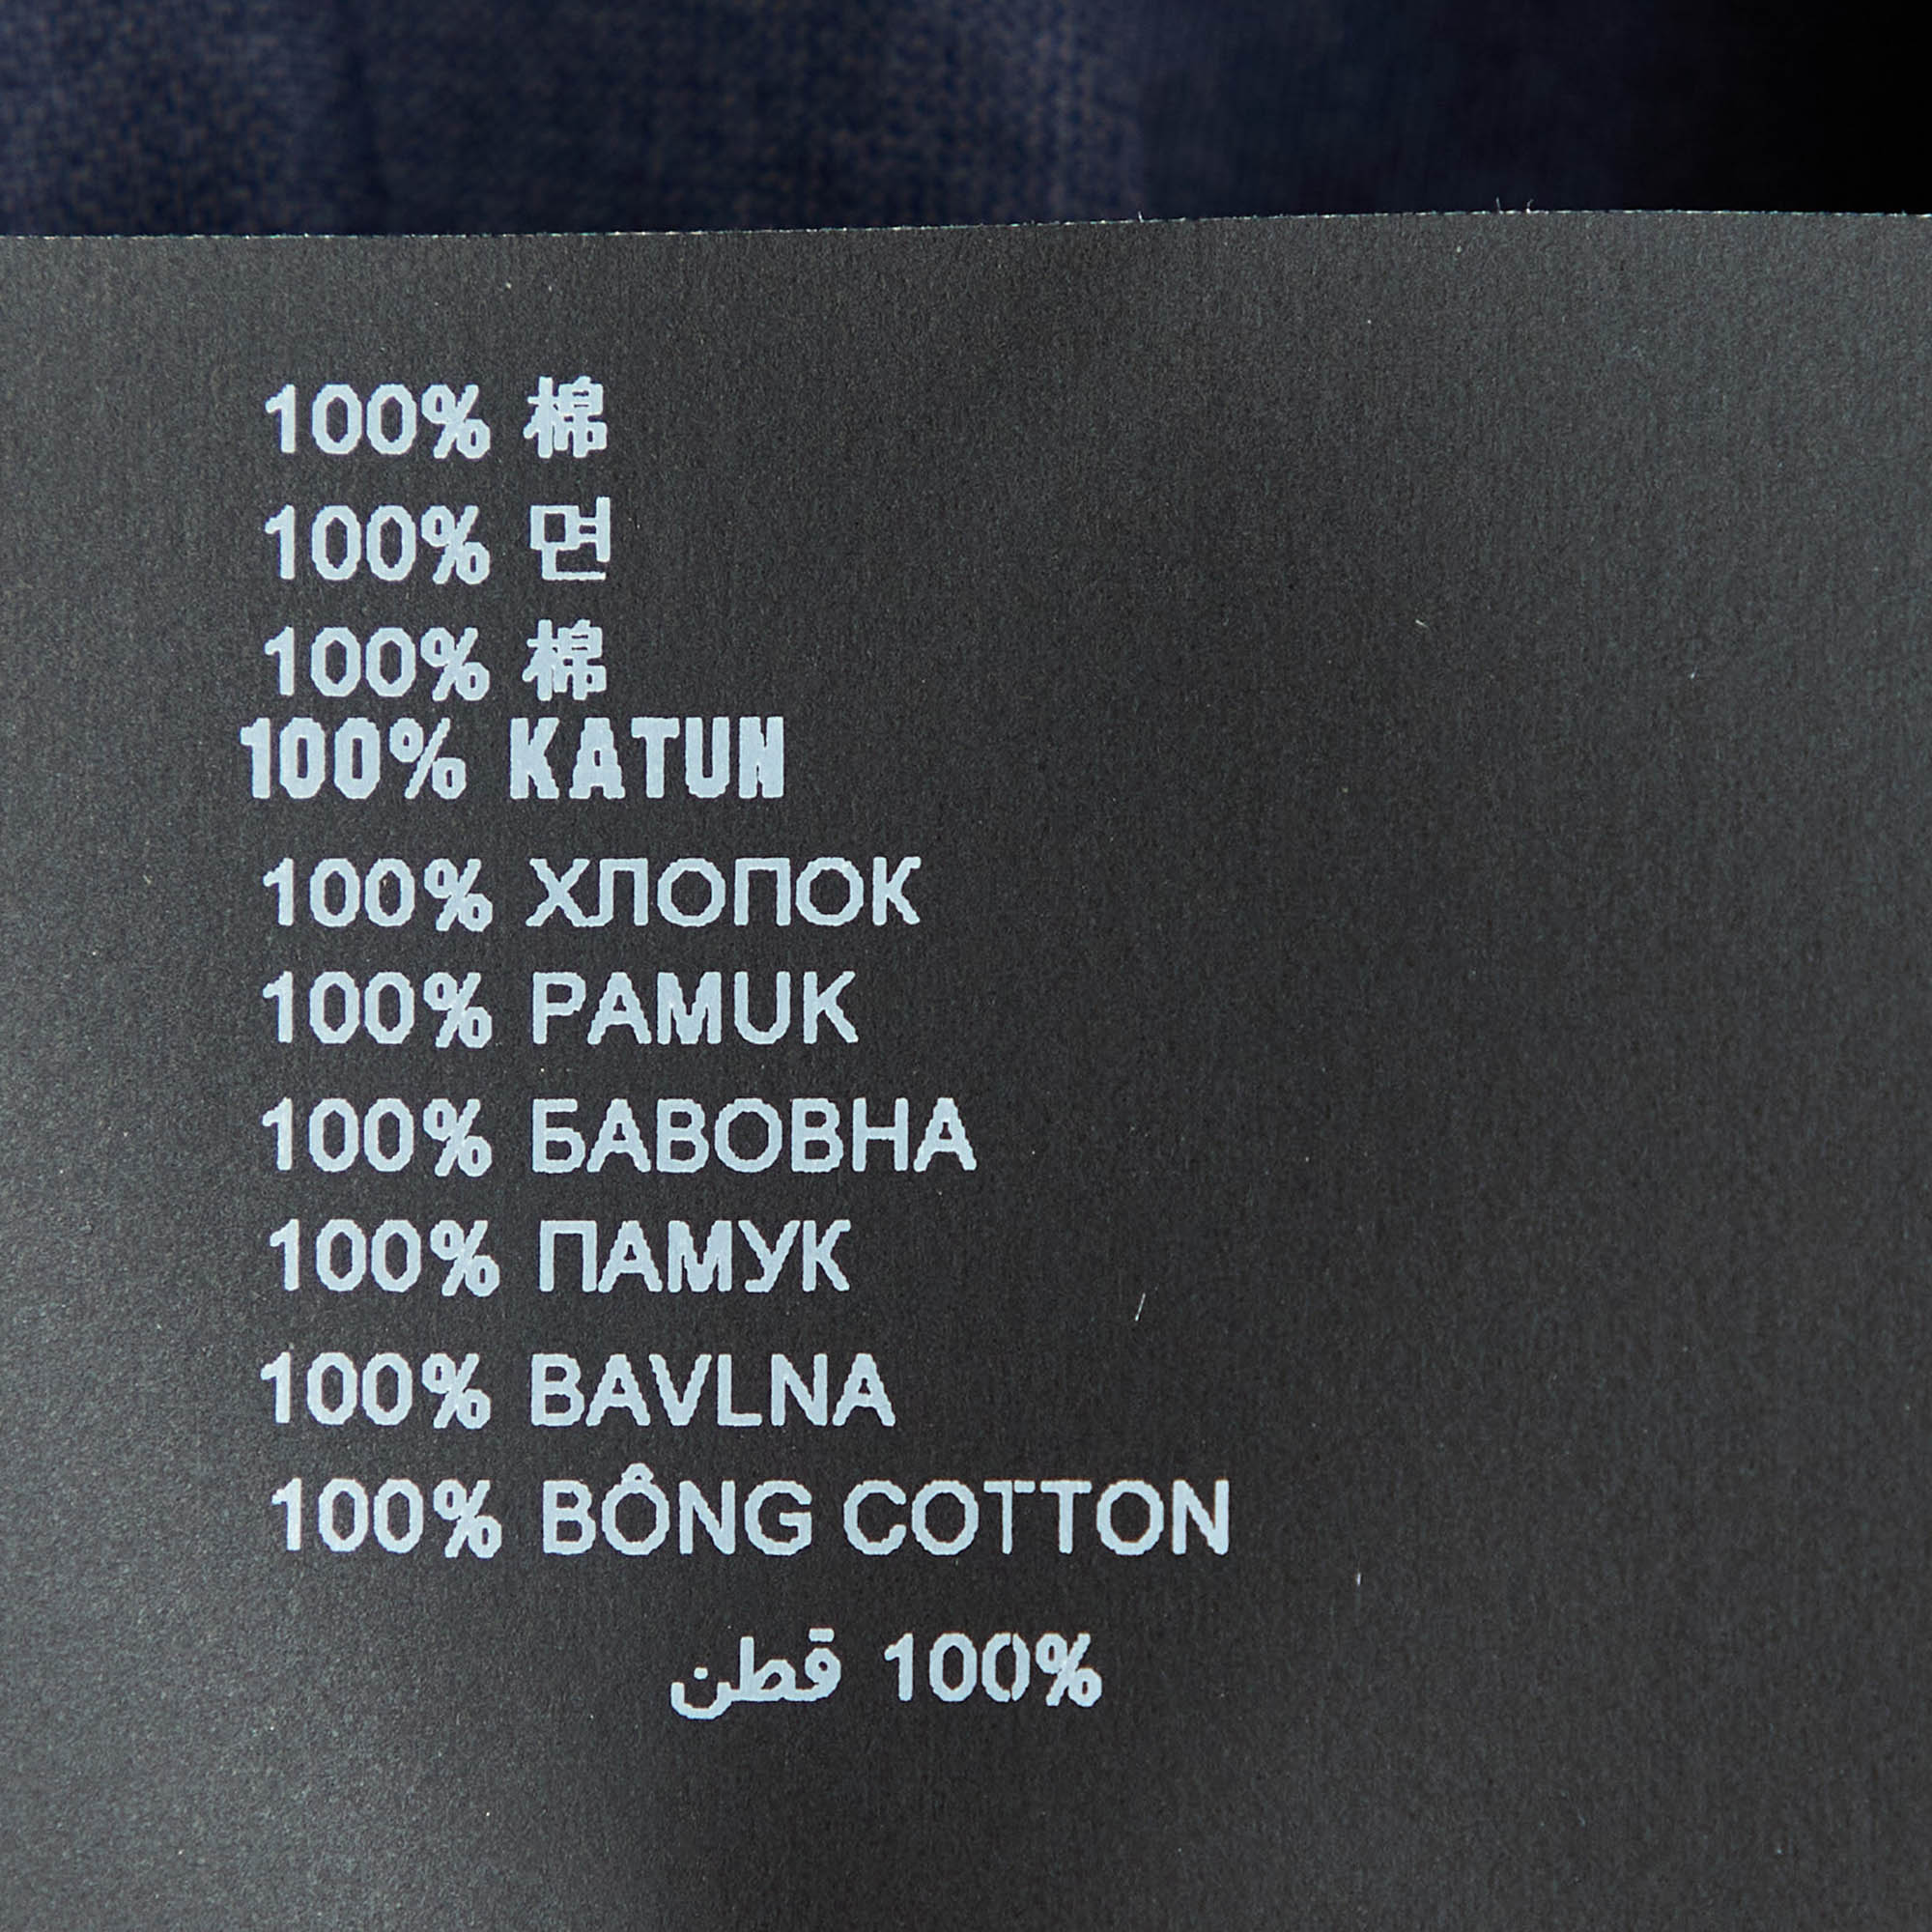 100% 棉
100% 면
100% 棉
100% KATUN
100% ХЛОПОК
100% PAMUK
100% БАВОВНА
100% ПАМУК
100% BAVLNA
100% BÔNG COTTON
100% قطن